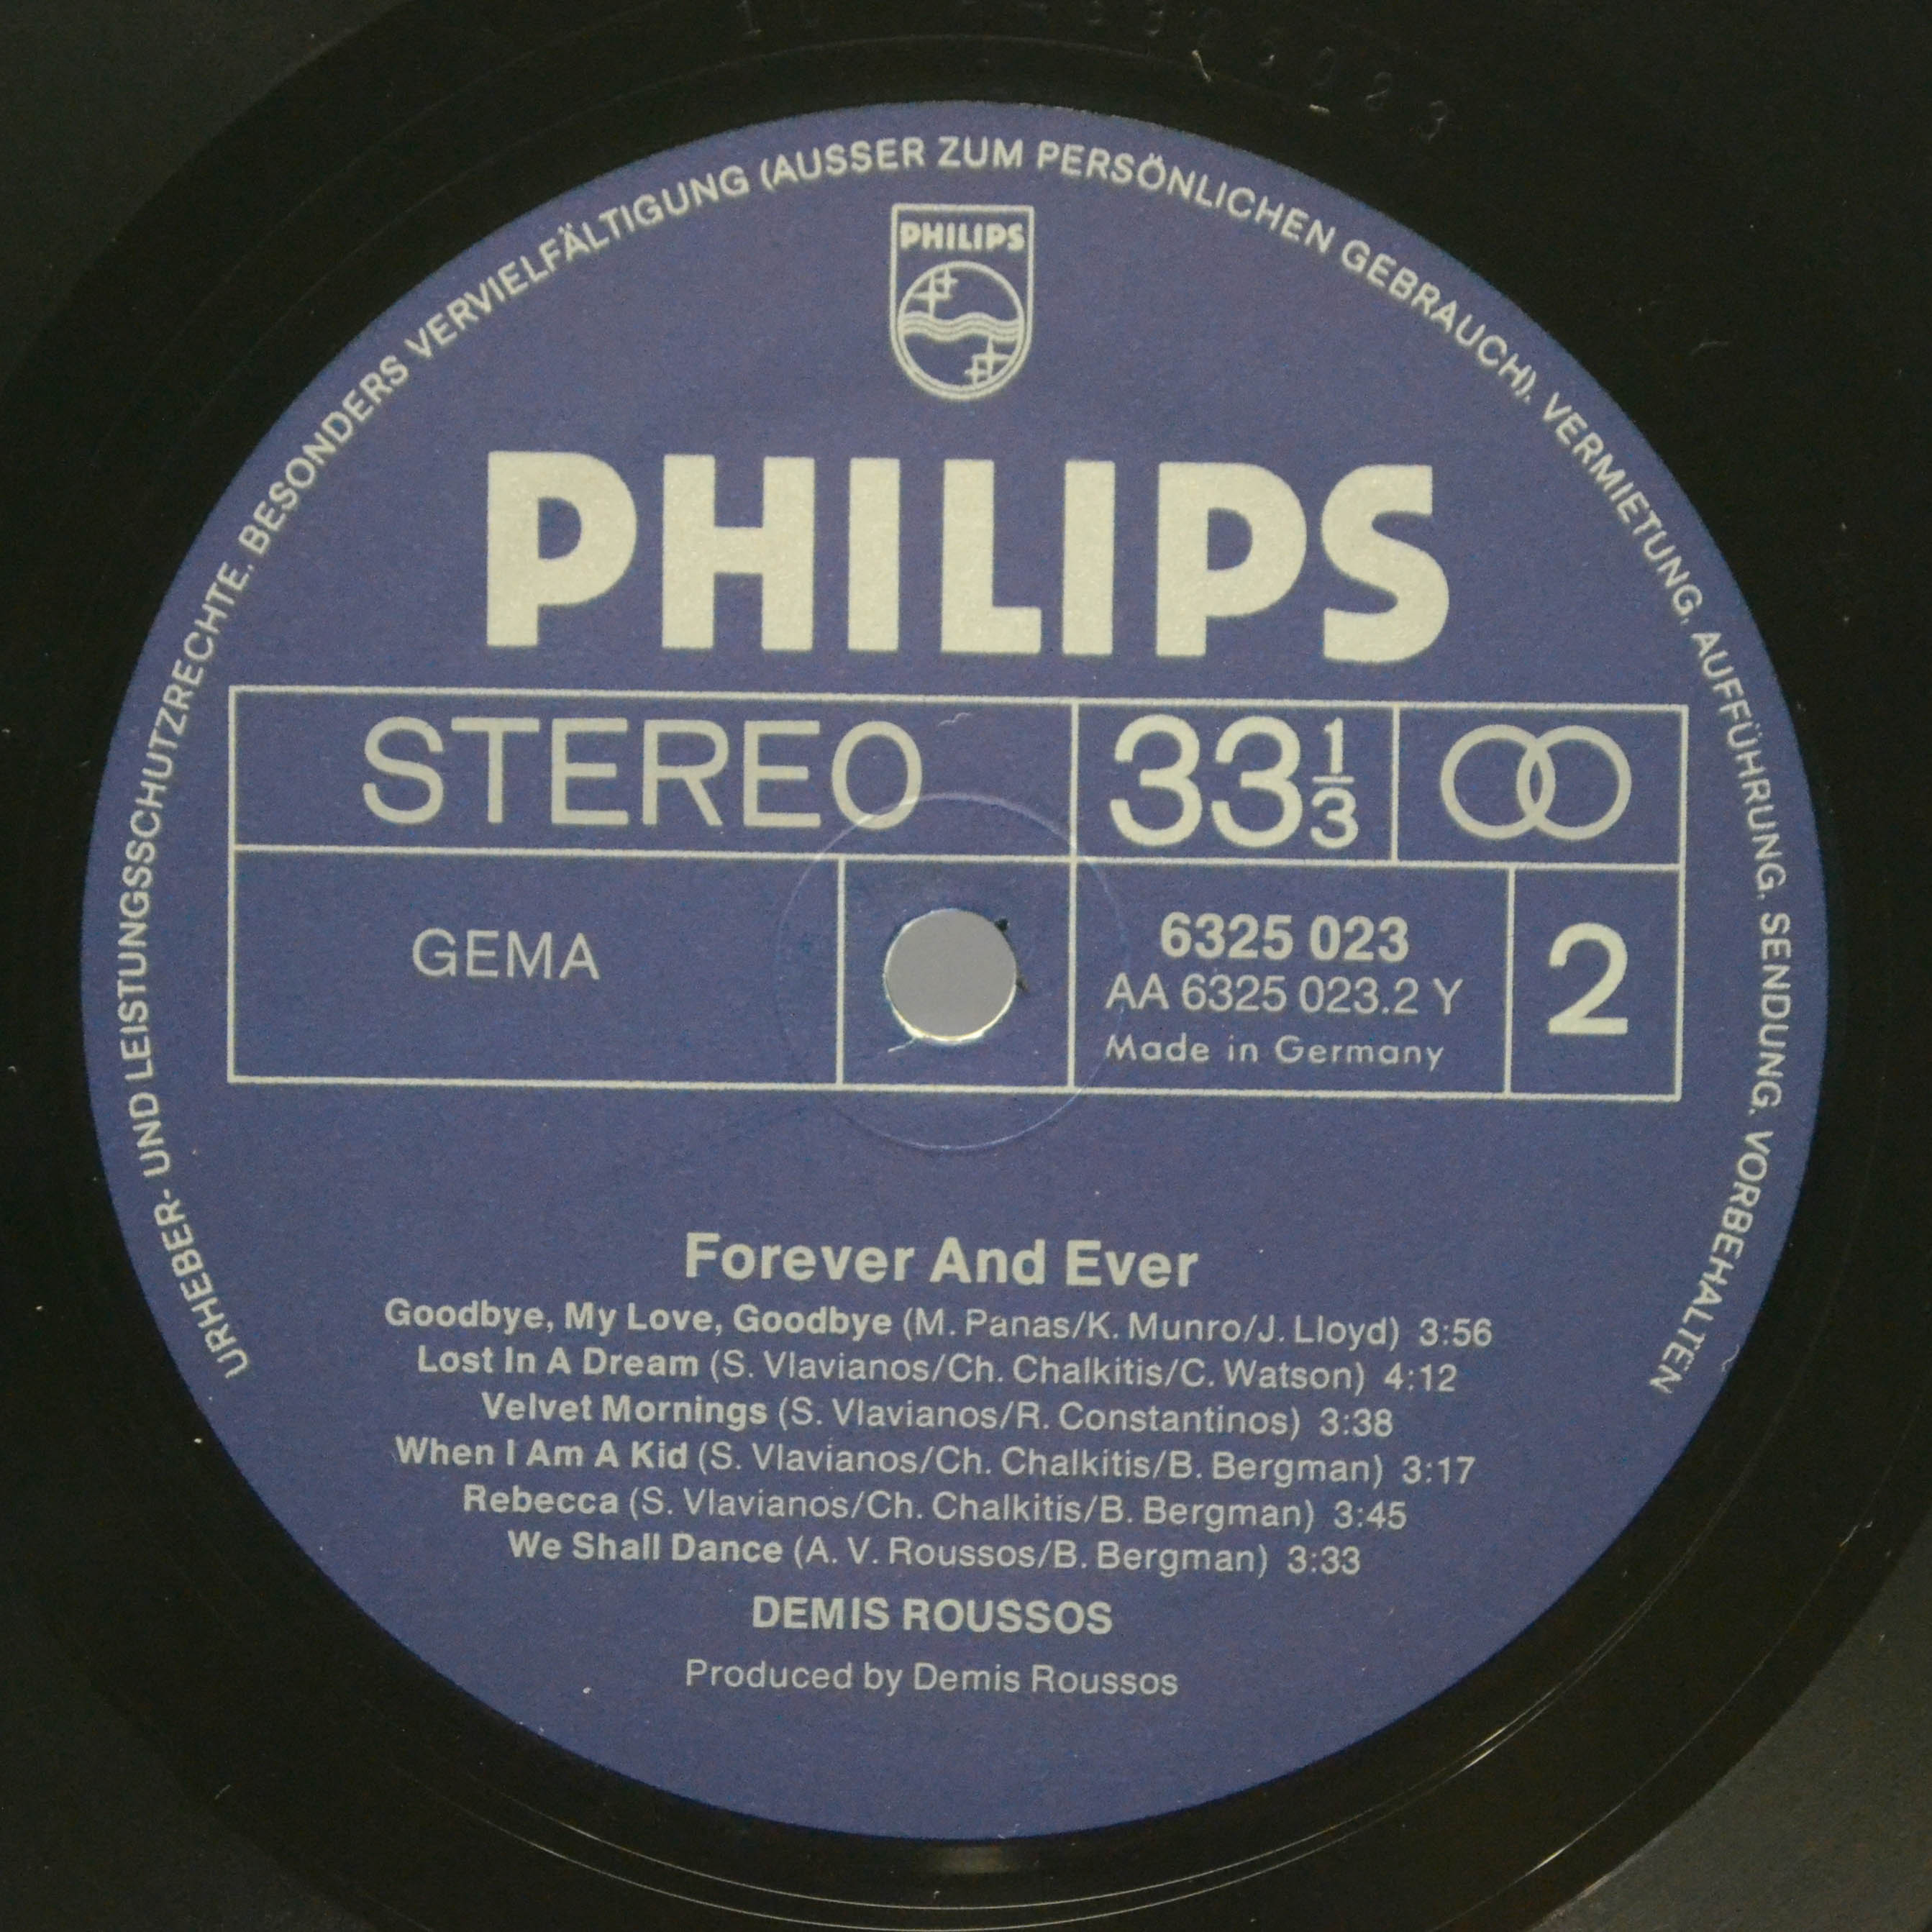 URHEBER- UND LEISTUNGSSCHUTZRECHTE. BESONDERS VERVIELFÄLTIGUNG (AUSSER ZUM PERSÖNLICHEN GEBRAUCH). VERMIETUNG. AUFFÜHRUNG. SENDUNG. VORBEHALTEN
PHILIPS
PHILIPS
STEREO 33 1/3
GEMA
6325 023
AA 6325 023.2 Y
Made in Germany
2
Forever And Ever
Goodbye, My Love, Goodbye (M. Panas/K. Munro/J. Lloyd) 3:56
Lost In A Dream (S. Vlavianos/Ch. Chalkitis/C. Watson) 4:12
Velvet Mornings (S. Vlavianos/R. Constantinos) 3:38
When I Am A Kid (S. Vlavianos/Ch. Chalkitis/B. Bergman) 3:17
Rebecca (S. Vlavianos/Ch. Chalkitis/B. Bergman) 3:45
We Shall Dance (A. V. Roussos/B. Bergman) 3:33
DEMIS ROUSSOS
Produced by Demis Roussos